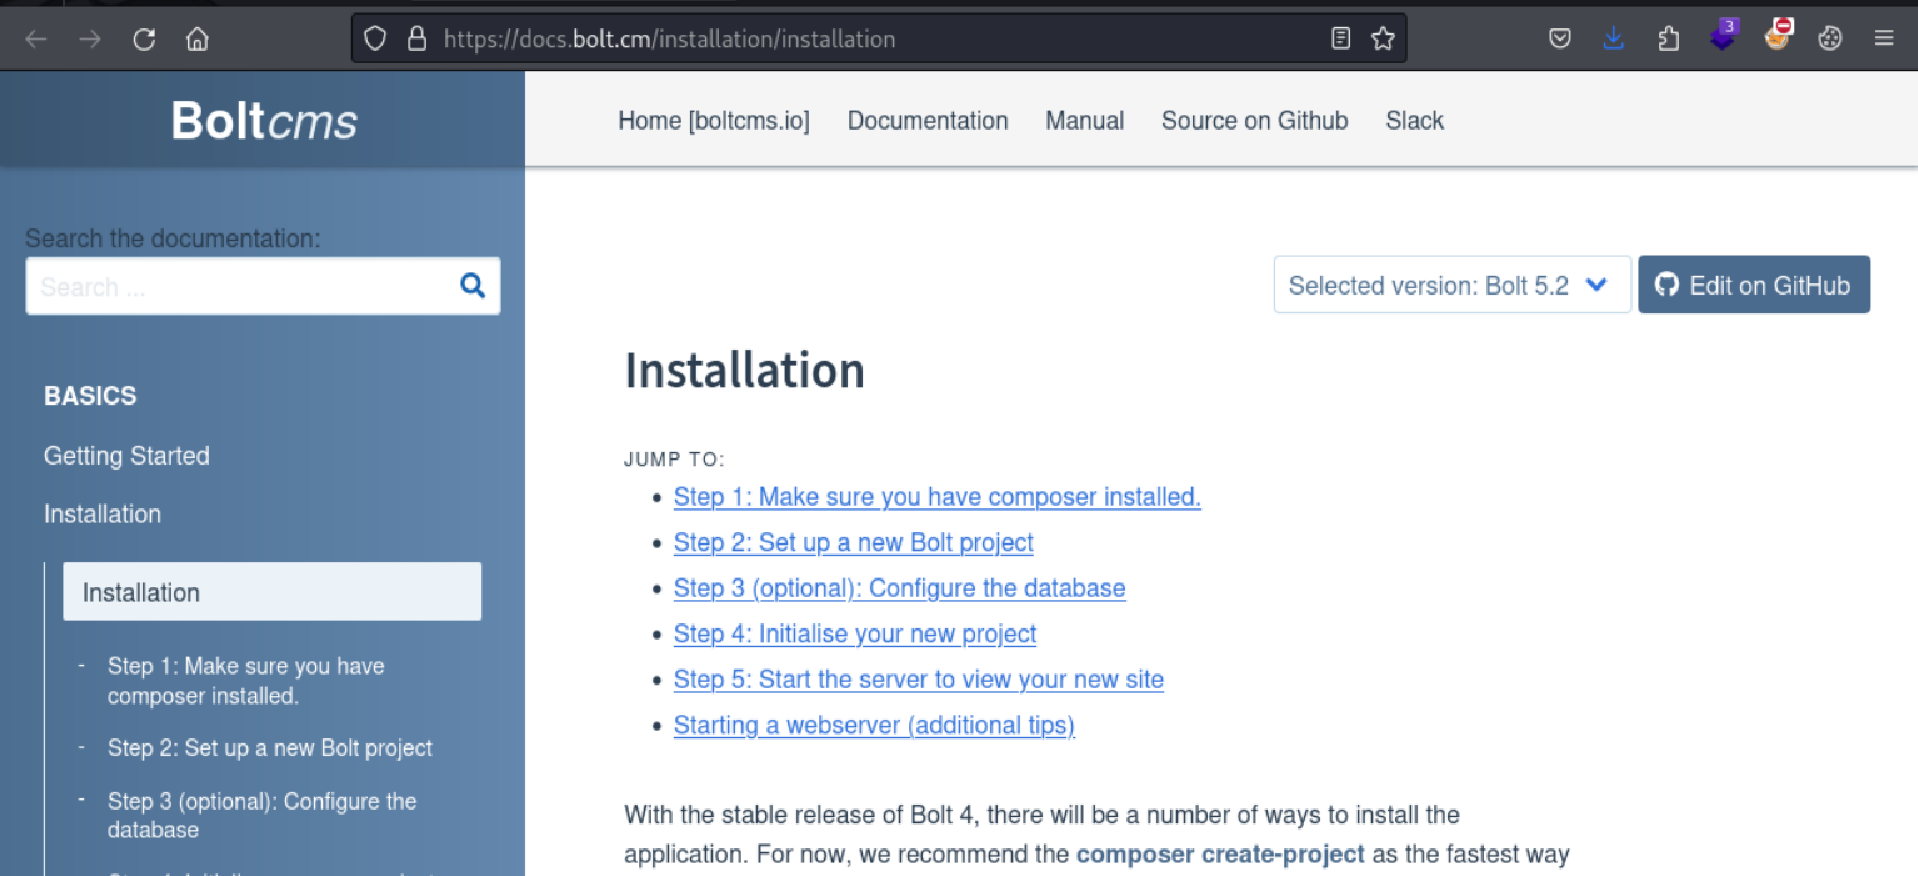 https://docs.bolt.cm/installation/installation
3
Boltcms
Home [boltcms.io] Documentation Manual Source on Github Slack
Search the documentation:
Search ...
Selected version: Bolt 5.2
Edit on GitHub
BASICS
Getting Started
Installation
Installation
- Step 1: Make sure you have
composer installed.
- Step 2: Set up a new Bolt project
- Step 3 (optional): Configure the
database
Installation
JUMP TO:
• Step 1: Make sure you have composer installed.
• Step 2: Set up a new Bolt project
• Step 3 (optional): Configure the database
• Step 4: Initialise your new project
• Step 5: Start the server to view your new site
• Starting a webserver (additional tips)
With the stable release of Bolt 4, there will be a number of ways to install the
application. For now, we recommend the composer create-project as the fastest way